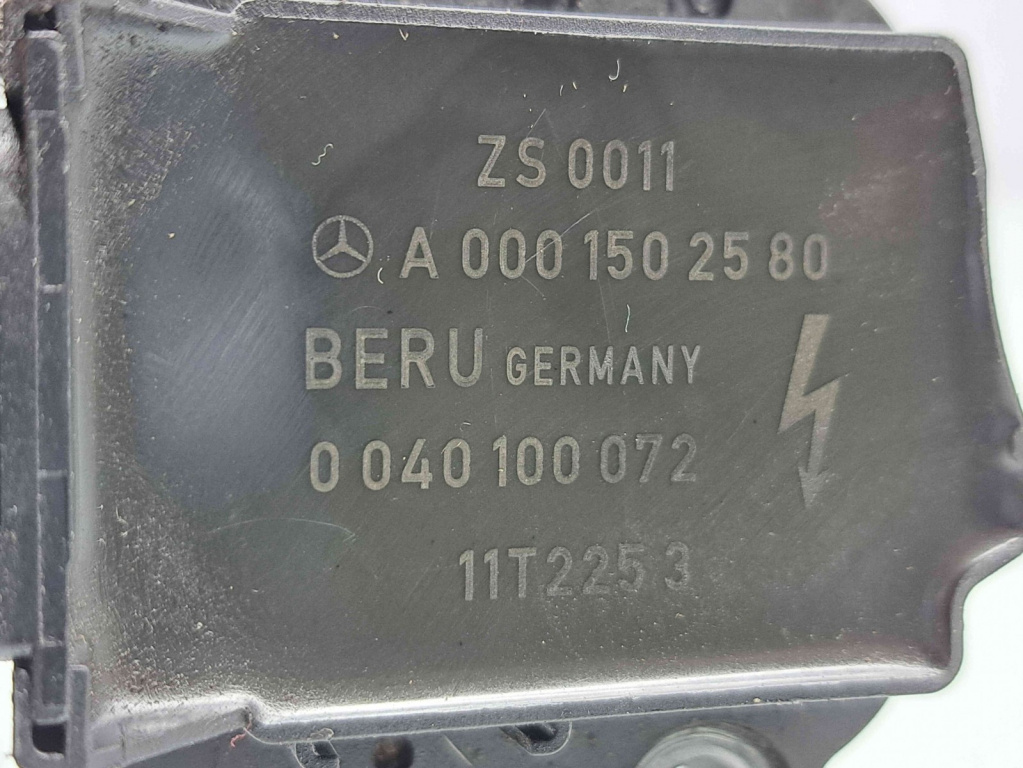 ZS 0011
A 000 150 25 80
BERU GERMANY
0 040 100 072
11T225 3